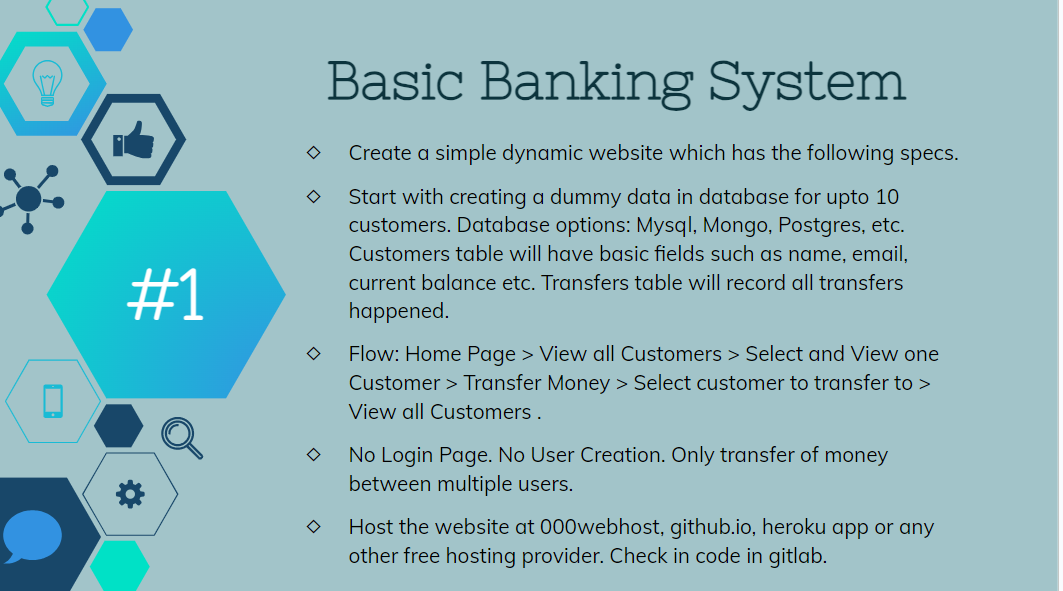 Basic Banking System
◇ Create a simple dynamic website which has the following specs.
◇ Start with creating a dummy data in database for upto 10
customers. Database options: Mysql, Mongo, Postgres, etc.
Customers table will have basic fields such as name, email,
current balance etc. Transfers table will record all transfers
happened.
#1
◇ Flow: Home Page > View all Customers > Select and View one
Customer > Transfer Money > Select customer to transfer to >
View all Customers .
◇ No Login Page. No User Creation. Only transfer of money
between multiple users.
◇ Host the website at 000webhost, github.io, heroku app or any
other free hosting provider. Check in code in gitlab.